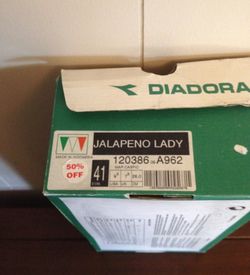 DIADORA
JALAPENO LADY
MADE IN INDONESIA
120386 A962
50%
OFF
41